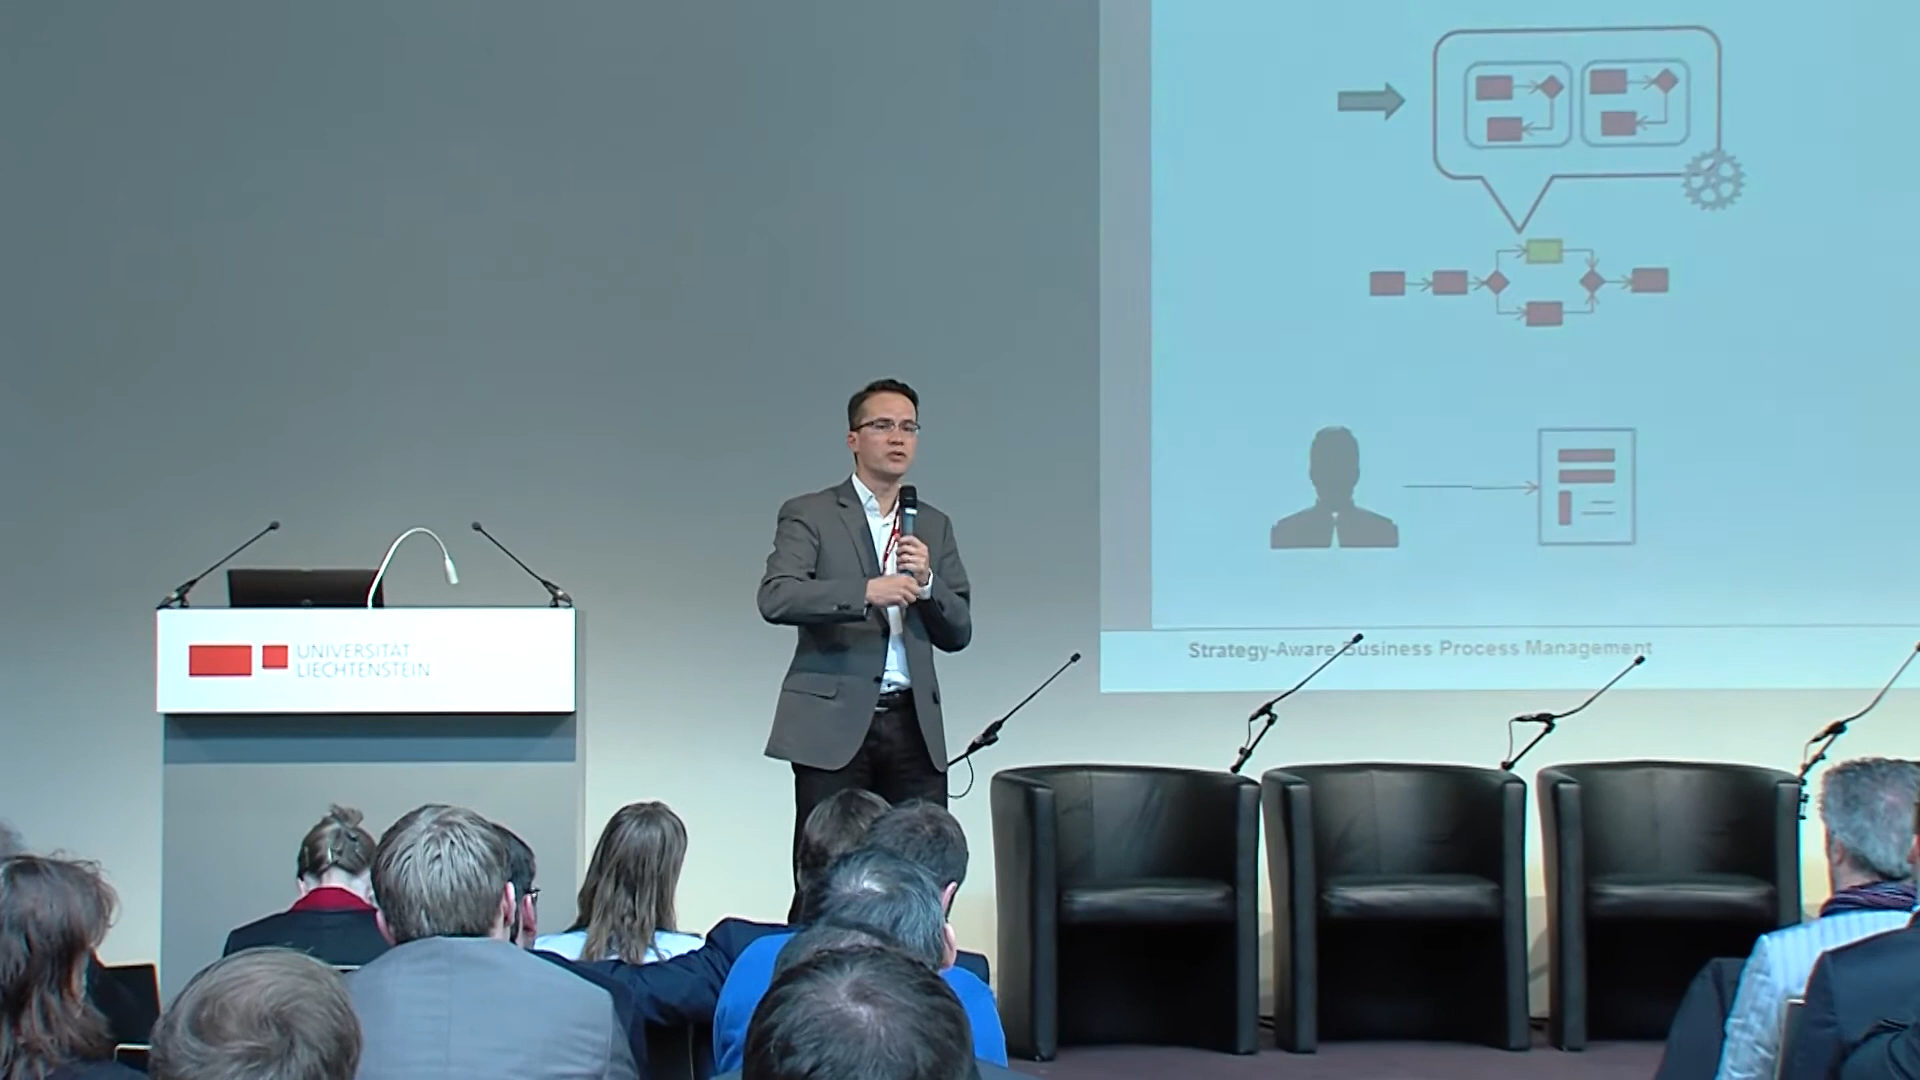 UNIVERSITÄT
LIECHTENSTEIN
Strategy-Aware Business Process Management